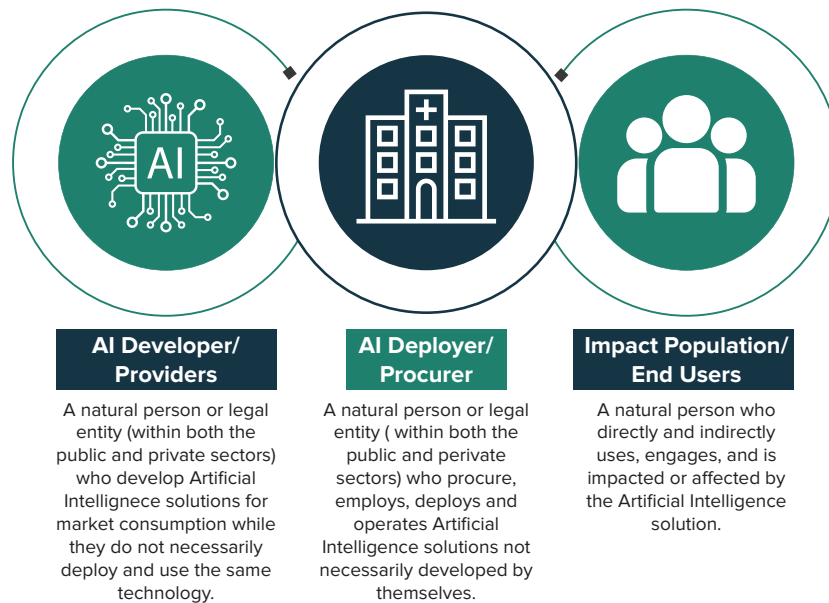 AI
AI Developer/
Providers
A natural person or legal
entity (within both the
public and private sectors)
who develop Artificial
Intellignece solutions for
market consumption while
they do not necessarily
deploy and use the same
technology.
AI Deployer/
Procurer
A natural person or legal
entity ( within both the
public and perivate
sectors) who procure,
employs, deploys and
operates Artificial
Intelligence solutions not
necessarily developed by
themselves.
Impact Population/
End Users
A natural person who
directly and indirectly
uses, engages, and is
impacted or affected by
the Artificial Intelligence
solution.